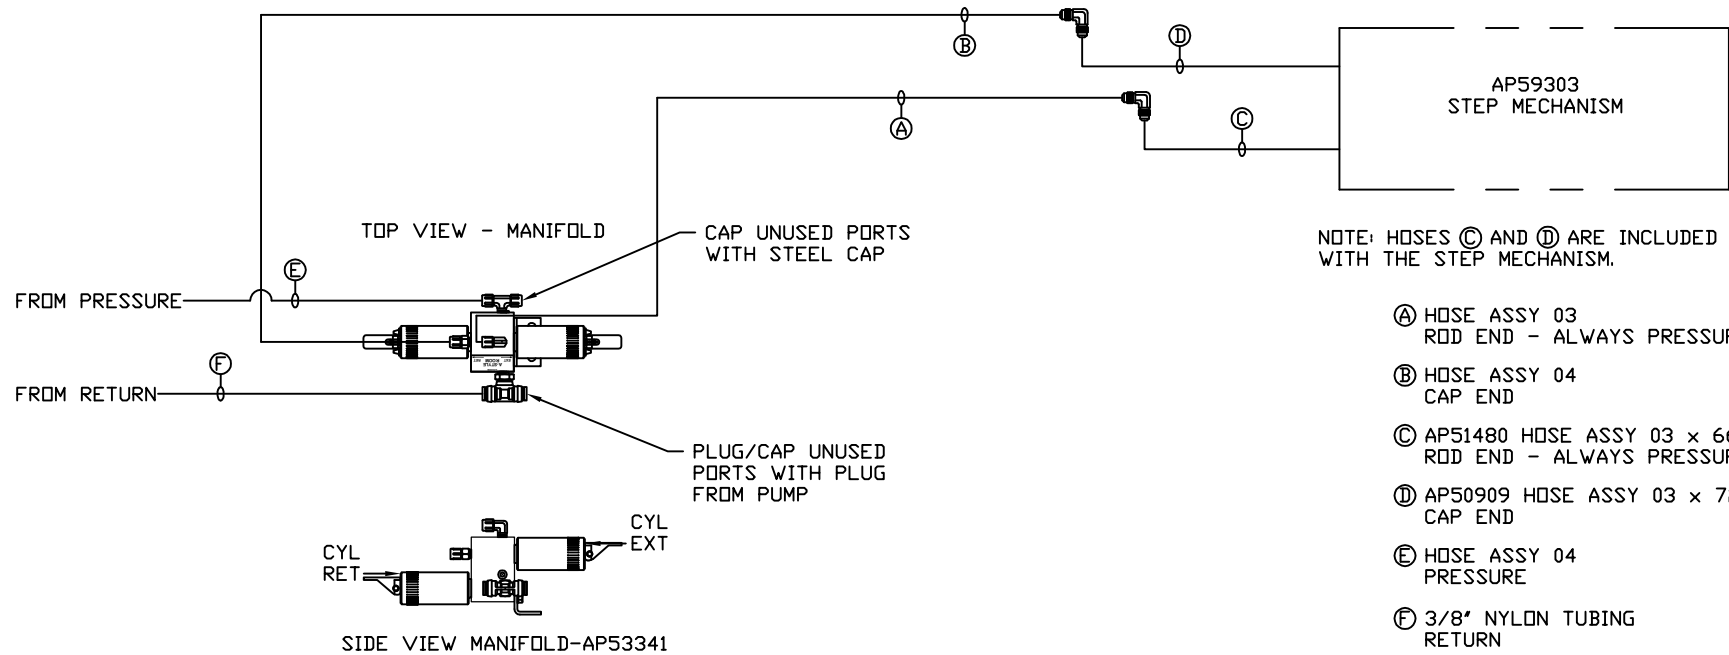 B
D
AP59303
STEP MECHANISM
A
C
TOP VIEW - MANIFOLD
CAP UNUSED PORTS
WITH STEEL CAP
NOTE: HOSES C AND D ARE INCLUDED
WITH THE STEP MECHANISM.
E
FROM PRESSURE
F
FROM RETURN
PLUG/CAP UNUSED
PORTS WITH PLUG
FROM PUMP
CYL
RET
CYL
EXT
SIDE VIEW MANIFOLD-AP53341
A HOSE ASSY 03
ROD END - ALWAYS
B HOSE ASSY 04
CAP END
C AP51480 HOSE ASSY 03 x
ROD END - ALWAYS
D AP50909 HOSE ASSY 03 x
CAP END
E HOSE ASSY 04
PRESSURE
F 3/8" NYLON TUBING
RETURN